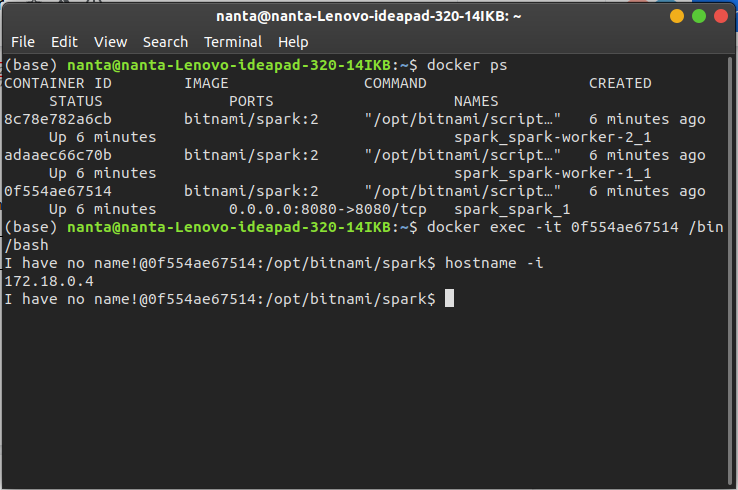 nanta@nanta-Lenovo-ideapad-320-14IKB: ~
File Edit View Search Terminal Help
(base) nanta@nanta-Lenovo-ideapad-320-14IKB:~$ docker ps
CONTAINER ID        IMAGE               COMMAND                  CREATED
     STATUS              PORTS                    NAMES
8c78e782a6cb        bitnami/spark:2     "/opt/bitnami/script…"   6 minutes ago
     Up 6 minutes                                 spark_spark-worker-2_1
adaaec66c70b        bitnami/spark:2     "/opt/bitnami/script…"   6 minutes ago
     Up 6 minutes                                 spark_spark-worker-1_1
0f554ae67514        bitnami/spark:2     "/opt/bitnami/script…"   6 minutes ago
     Up 6 minutes        0.0.0.0:8080->8080/tcp   spark_spark_1
(base) nanta@nanta-Lenovo-ideapad-320-14IKB:~$ docker exec -it 0f554ae67514 /bin
/bash
I have no name!@0f554ae67514:/opt/bitnami/spark$ hostname -i
172.18.0.4
I have no name!@0f554ae67514:/opt/bitnami/spark$